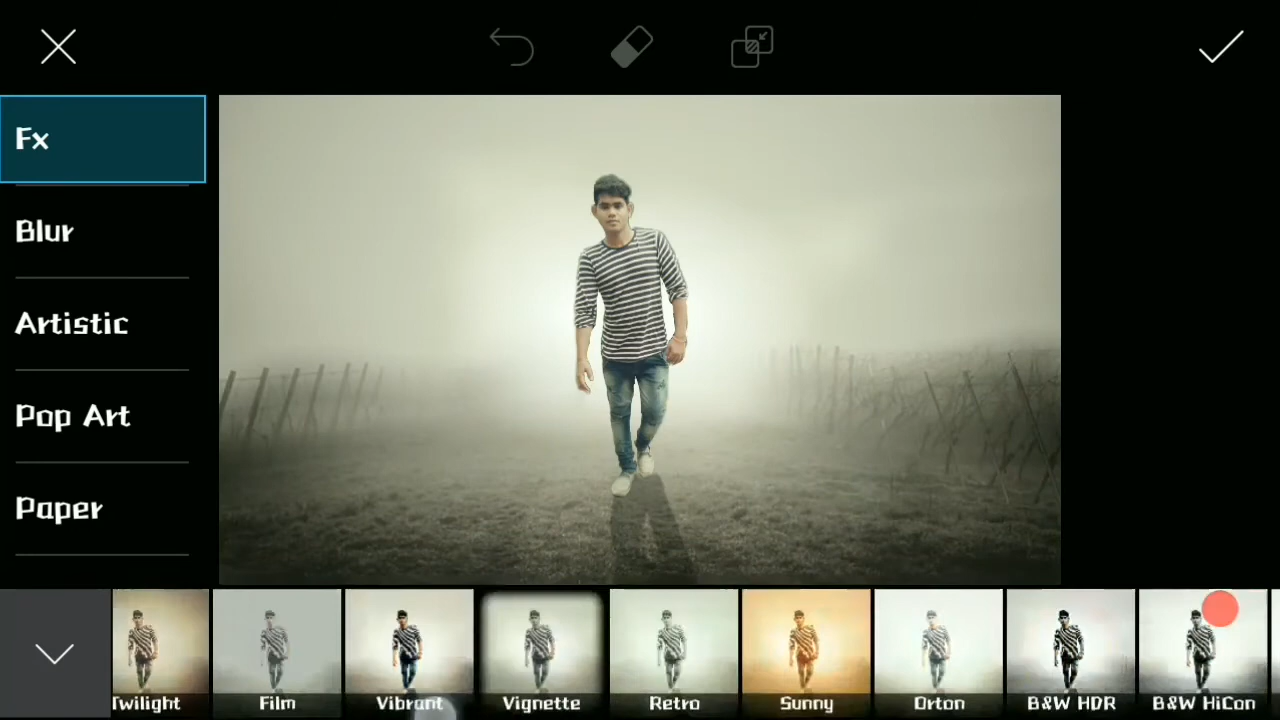 Fx
Blur
Artistic
Pop Art
Paper
Twilight
Film
Vibrant
Vignette
Retro
Sunny
Orton
B&W HDR
B&W HiCon